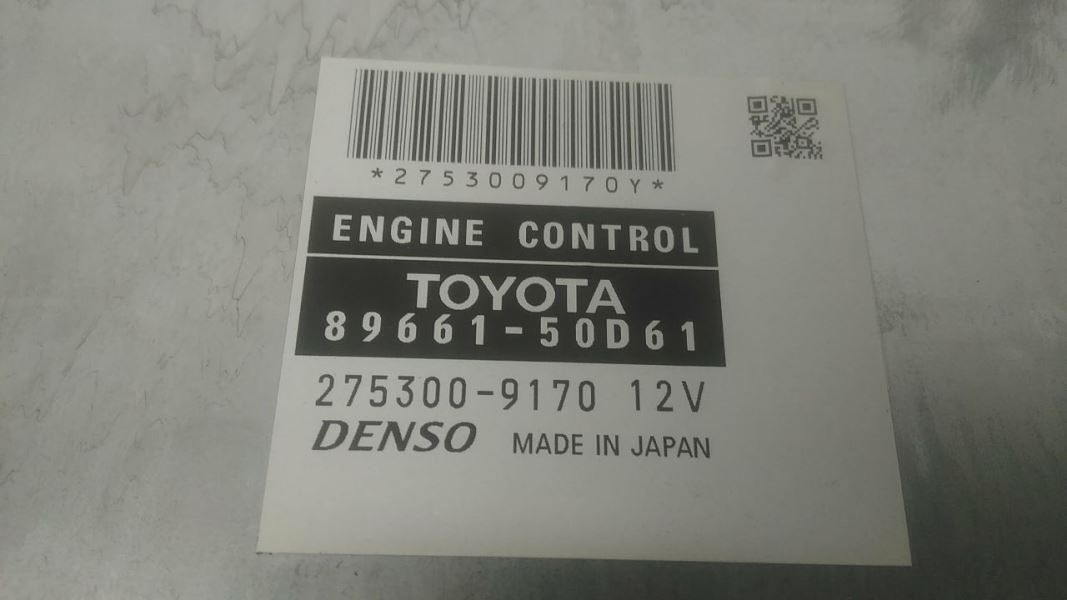 *2753009170Y*
ENGINE CONTROL
TOYOTA
89661-50D61
275300-9170 12V
DENSO MADE IN JAPAN